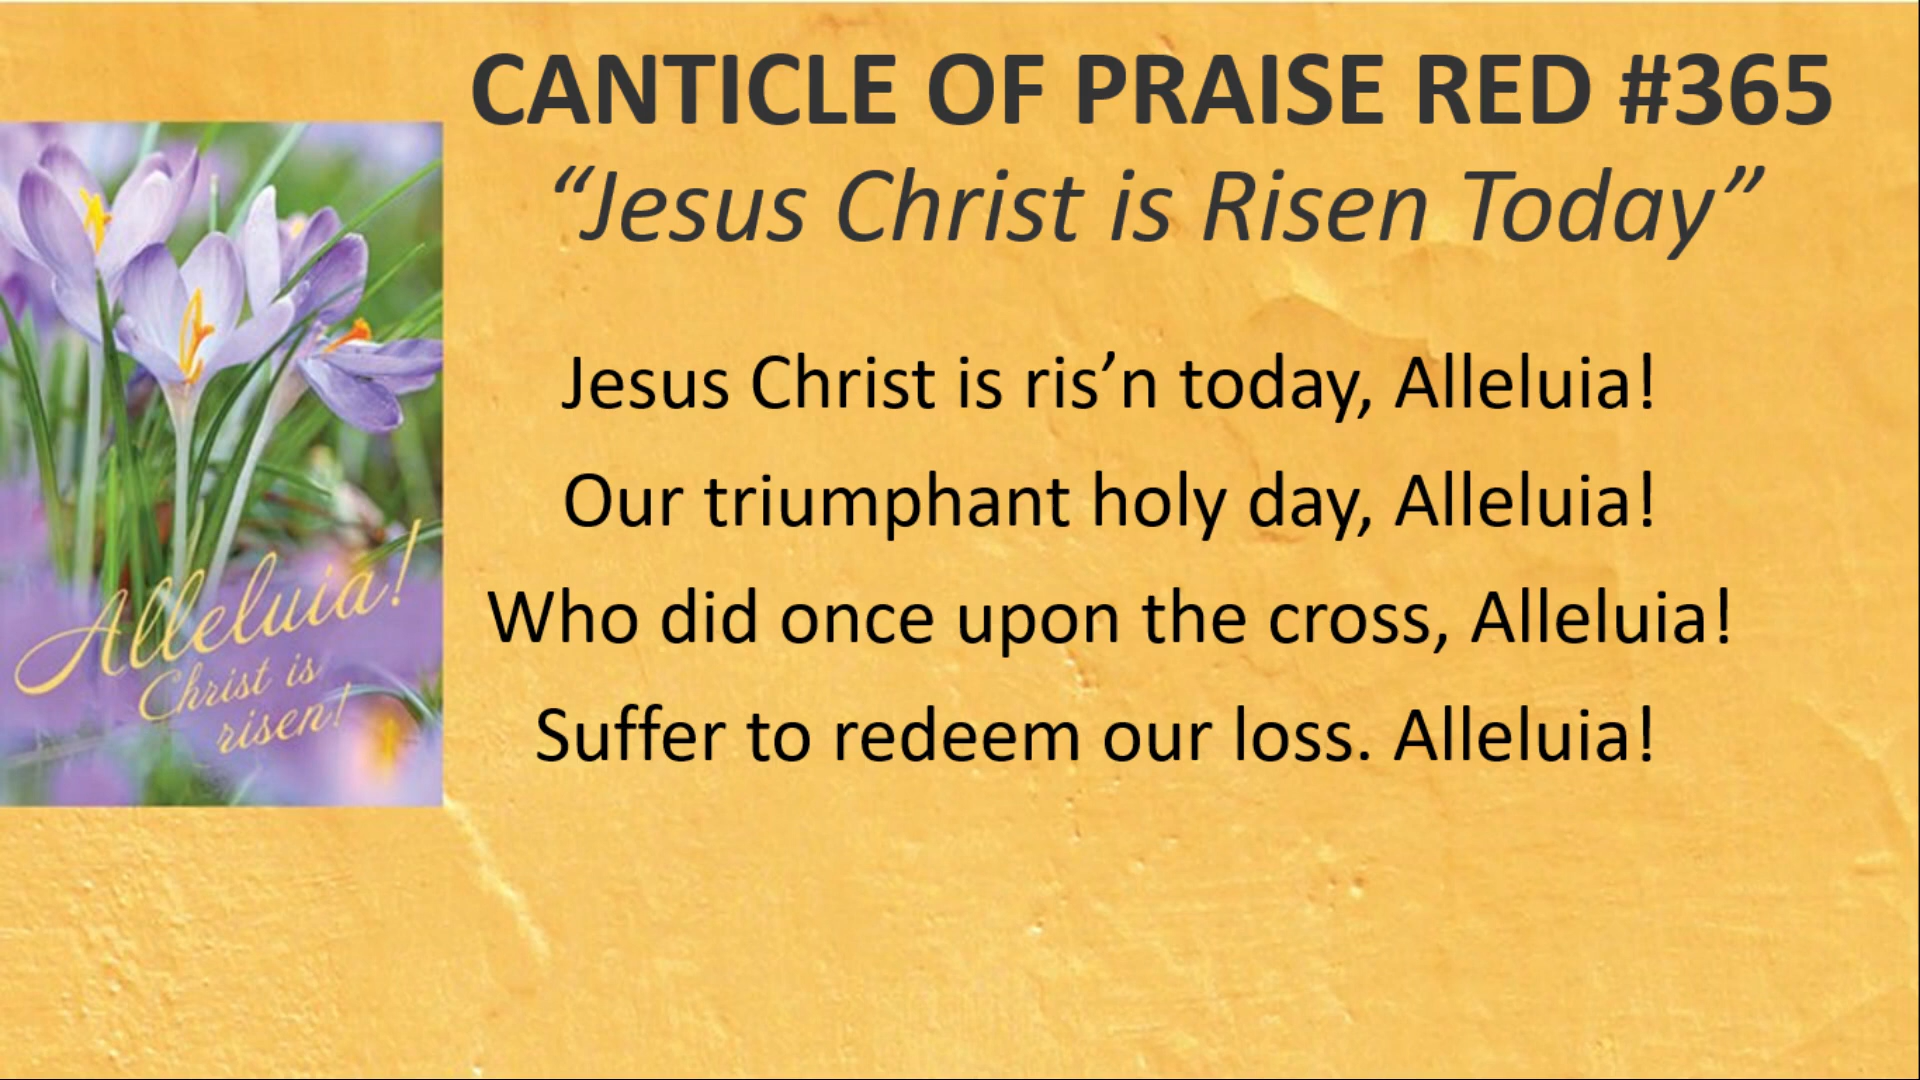 CANTICLE OF PRAISE RED #365
“Jesus Christ is Risen Today”
Jesus Christ is ris’n today, Alleluia!
Our triumphant holy day, Alleluia!
Who did once upon the cross, Alleluia!
Suffer to redeem our loss. Alleluia!
Alleluia!
Christ is
risen!